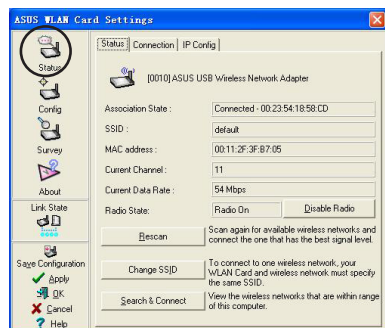 ASUS WLAN Card Settings
Status
Config
Survey
About
Link State
Save Configuration
Apply
OK
Cancel
Help
Status Connection IP Config
[0010] ASUS USB Wireless Network Adapter
Association State : Connected - 00:23:54:18:58:CD
SSID : default
MAC address : 00:11:2F:3F:B7:05
Current Channel : 11
Current Data Rate : 54 Mbps
Radio State: Radio On Disable Radio
Rescan
Scan again for available wireless networks and
connect the one that has the best signal level.
Change SSID
To connect to one wireless network, your
WLAN Card and wireless network must specify
the same SSID.
Search & Connect
View the wireless networks that are within range
of this computer.